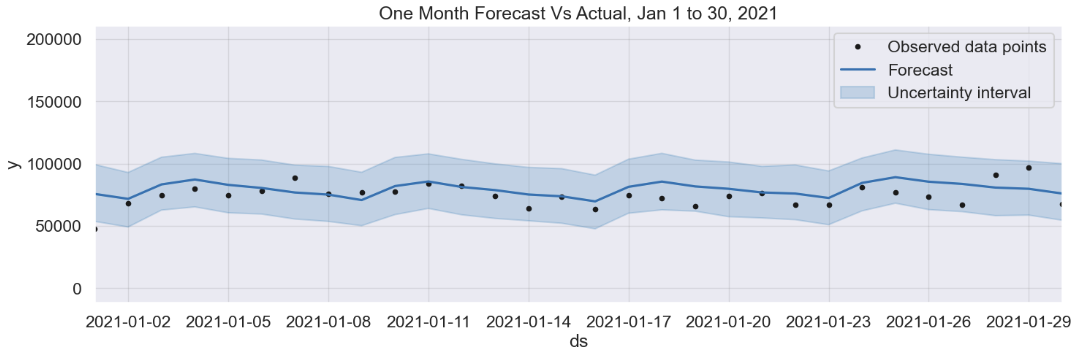 One Month Forecast Vs Actual, Jan 1 to 30, 2021
200000
150000
100000
50000
0
y
Observed data points
Forecast
Uncertainty interval
2021-01-02 2021-01-05 2021-01-08 2021-01-11 2021-01-14 2021-01-17 2021-01-20 2021-01-23 2021-01-26 2021-01-29
ds